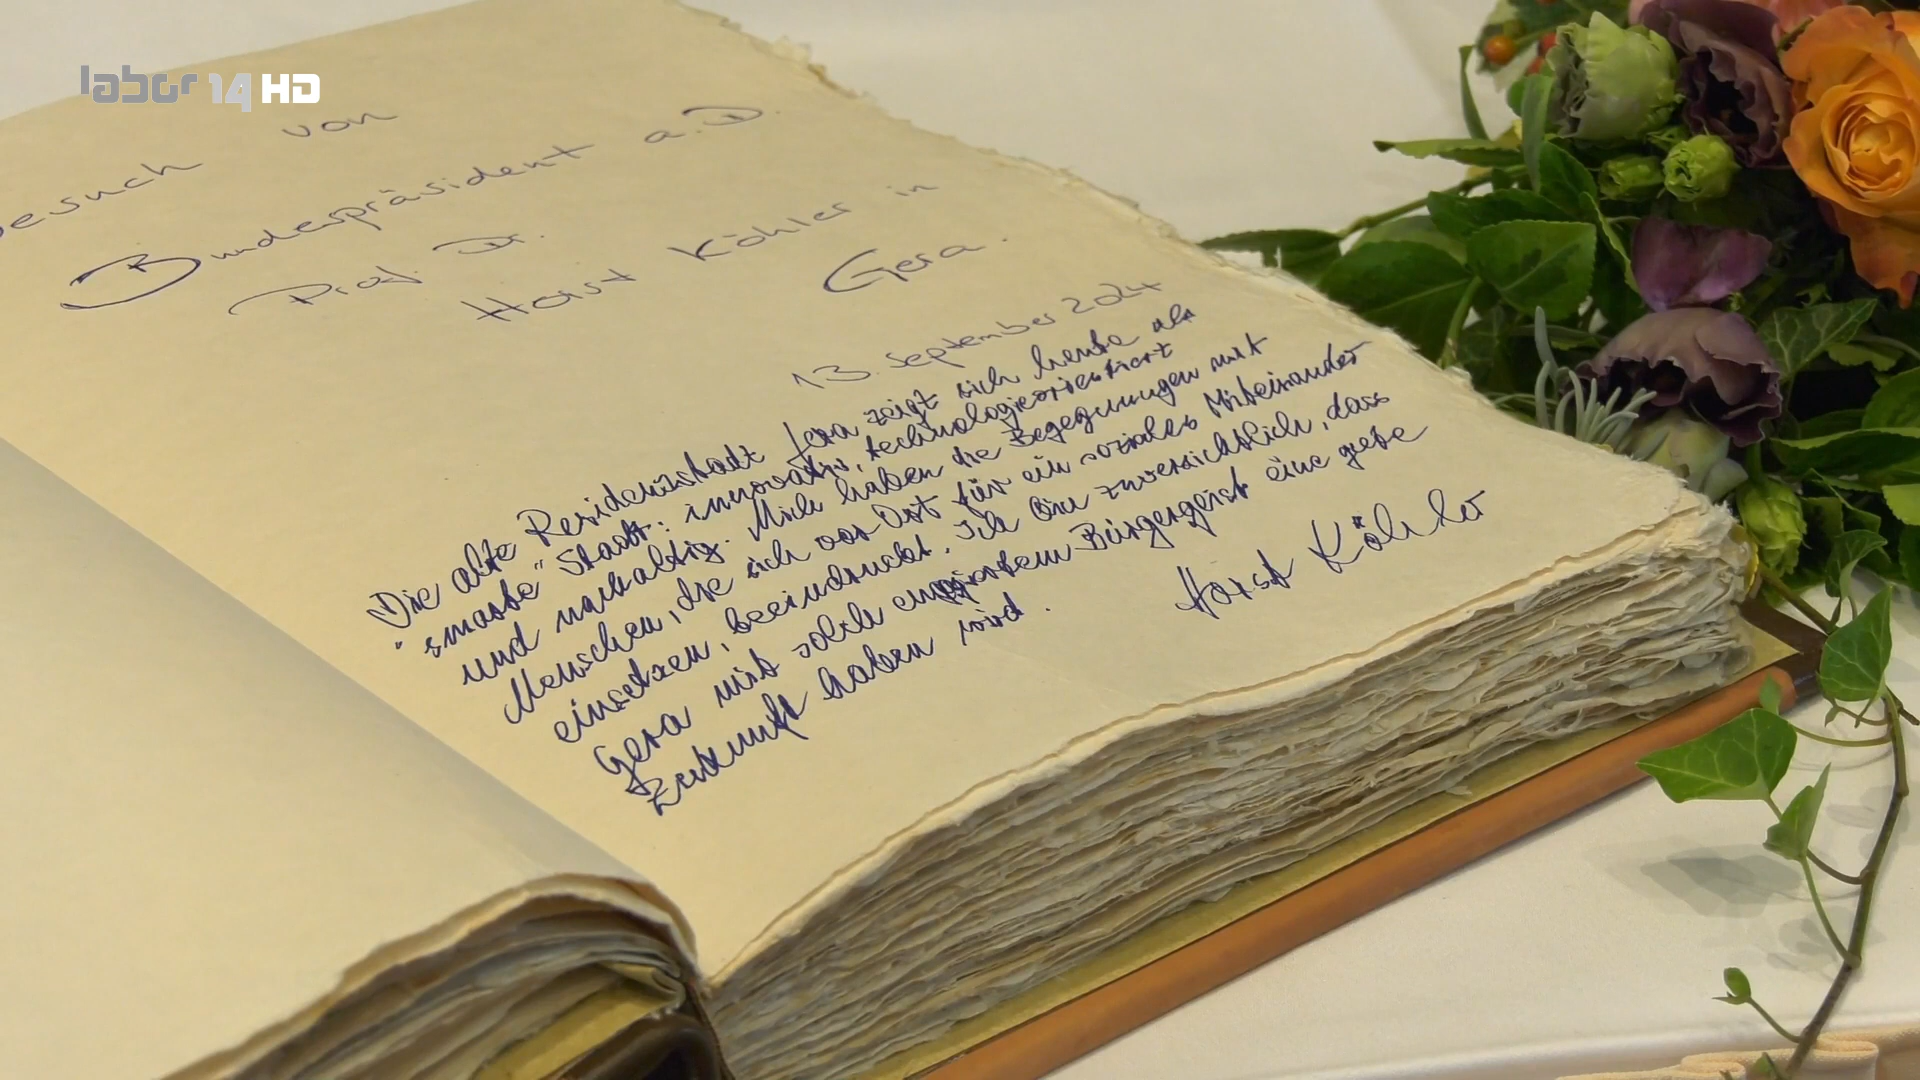 labor 14 HD
Besuch von
Bundespräsident a.D.
Prof. Dr.
Horst Köhler in
Gera.
13. September 2024
Die alte Residenzstadt Gera zeigt sich heute als
"smarte" Stadt: innovativ, technologieorientiert
und nachhaltig. Mich haben die Begegnungen mit
Menschen, die sich vor Ort für ein soziales Miteinander
einsetzen, beeindruckt. Ich bin zuversichtlich, dass
Gera mit solch engagiertem Bürgergeist eine gute
Zukunft haben wird.
Horst Köhler